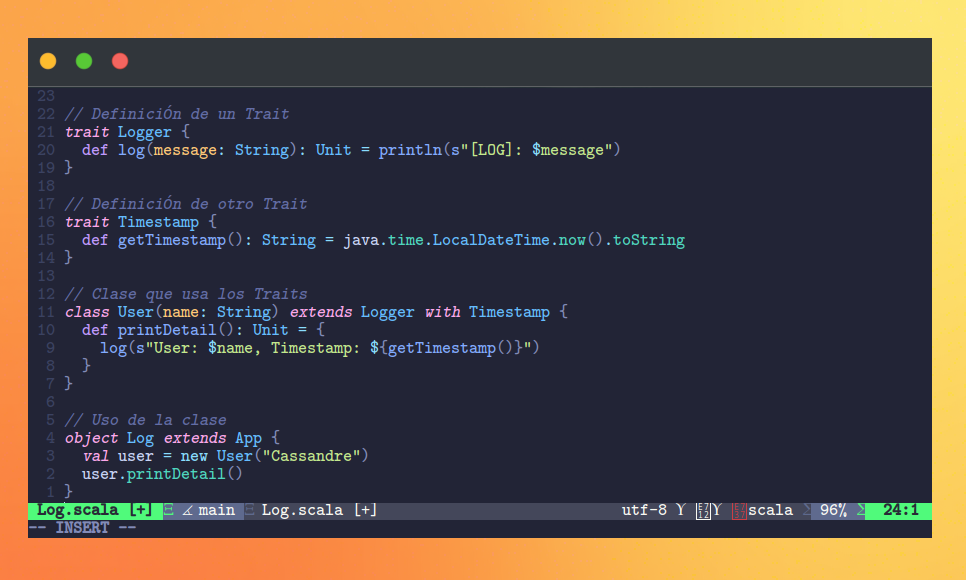 23
22 // DefiniciÓn de un Trait
21 trait Logger {
20   def log(message: String): Unit = println(s"[LOG]: $message")
19 }
18
17 // DefiniciÓn de otro Trait
16 trait Timestamp {
15   def getTimestamp(): String = java.time.LocalDateTime.now().toString
14 }
13
12 // Clase que usa los Traits
11 class User(name: String) extends Logger with Timestamp {
10   def printDetail(): Unit = {
9     log(s"User: $name, Timestamp: ${getTimestamp()}")
8   }
7 }
6
5 // Uso de la clase
4 object Log extends App {
3   val user = new User("Cassandre")
2   user.printDetail()
1 }
Log.scala [+] main Log.scala [+] utf-8 scala 96% 24:1
-- INSERT --